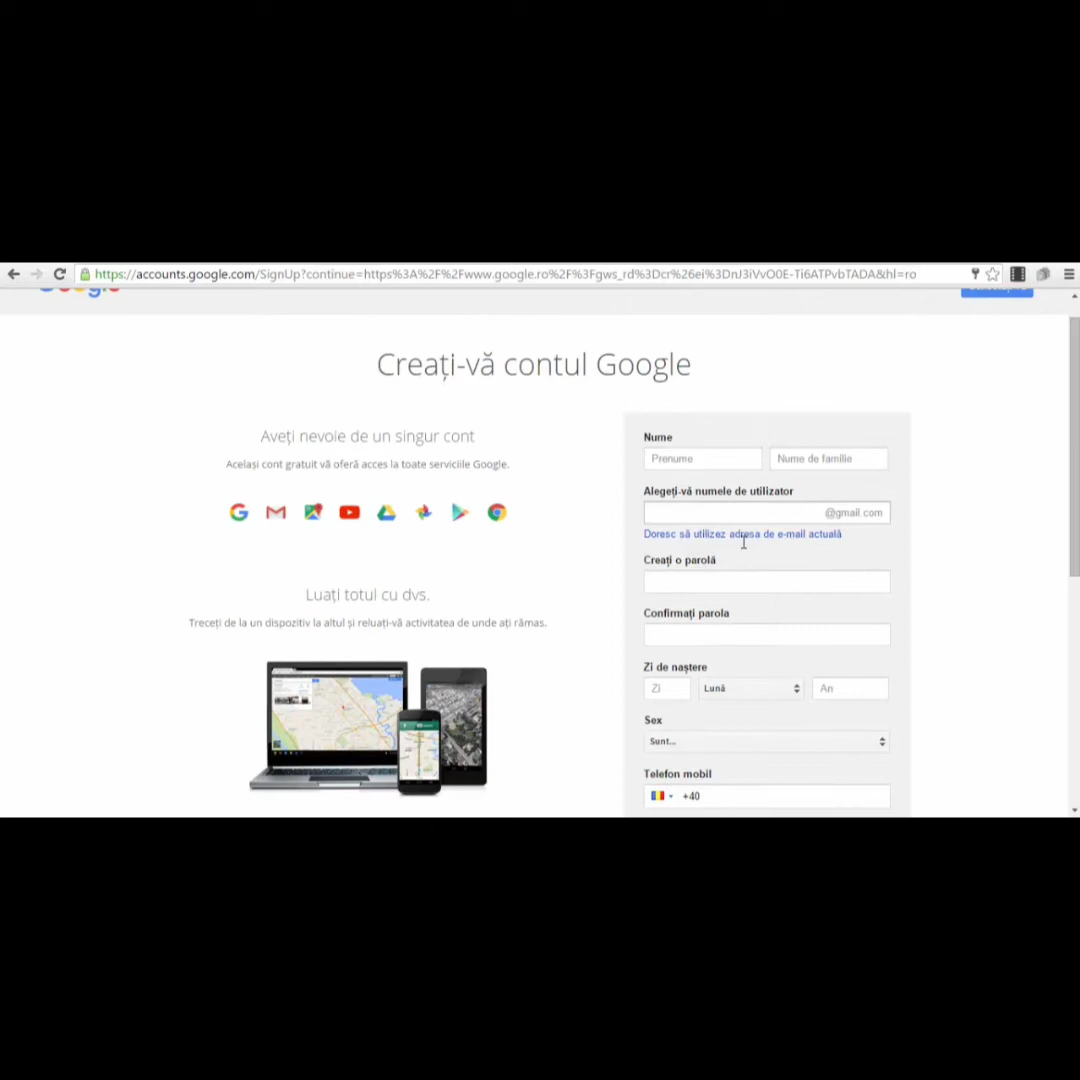 https://accounts.google.com/SignUp?continue=https%3A%2F%2Fwww.google.ro%2F%3Fgws_rd%3Dcr%26ei%3DnJ3iVvO0E-Ti6ATPvbTADA&hl=ro
Google
Creați-vă contul Google
Aveți nevoie de un singur cont
Același cont gratuit vă oferă acces la toate serviciile Google.
Luați totul cu dvs.
Treceți de la un dispozitiv la altul și reluați-vă activitatea de unde ați rămas.
Nume
Prenume Nume de familie
Alegeți-vă numele de utilizator
@gmail.com
Doresc să utilizez adresa de e-mail actuală
Creați o parolă
Confirmați parola
Zi de naștere
Zi Lună An
Sex
Sunt...
Telefon mobil
+40